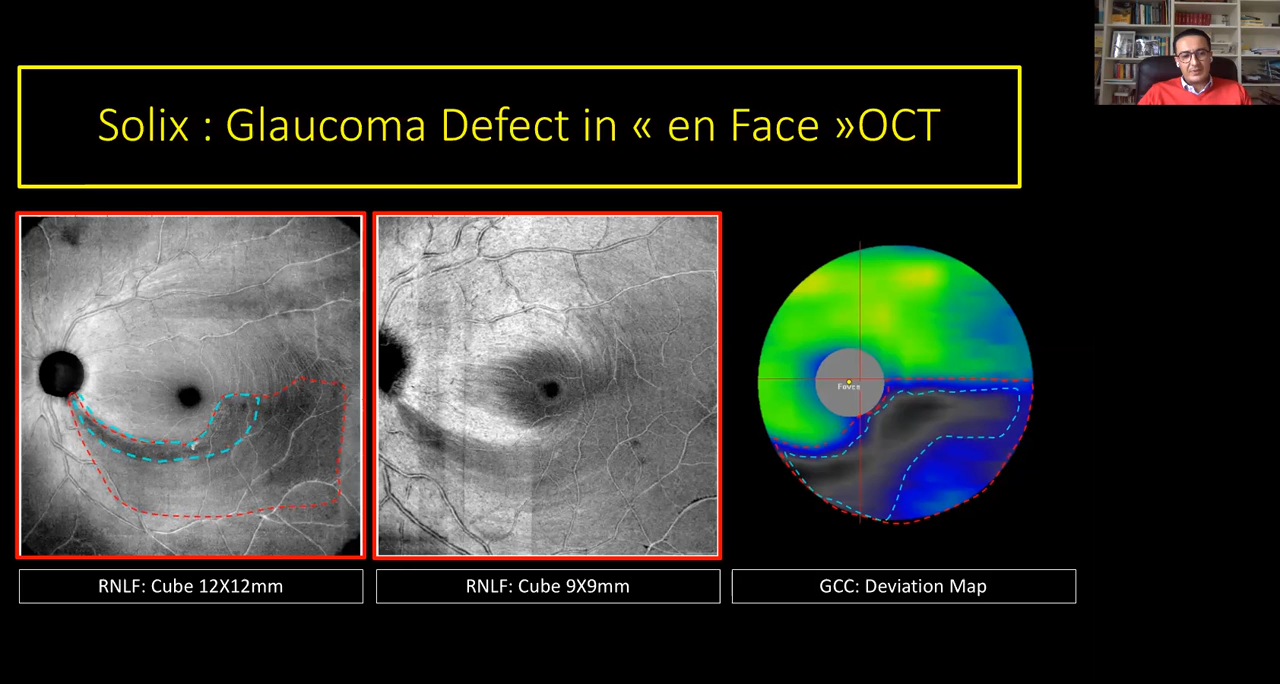 Solix : Glaucoma Defect in « en Face »OCT
Fovea
RNLF: Cube 12X12mm
RNLF: Cube 9X9mm
GCC: Deviation Map